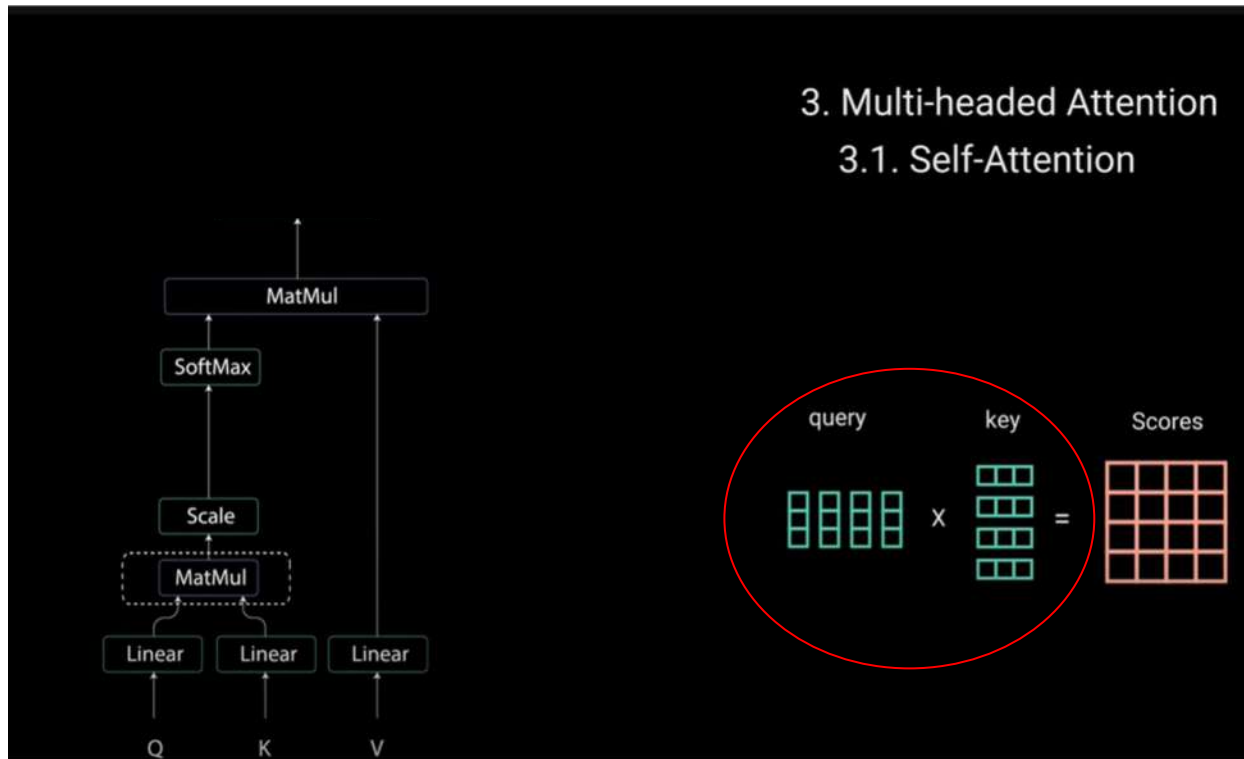 3. Multi-headed Attention
3.1. Self-Attention
MatMul
SoftMax
Scale
MatMul
Linear Linear Linear
Q K V
query key Scores
x =